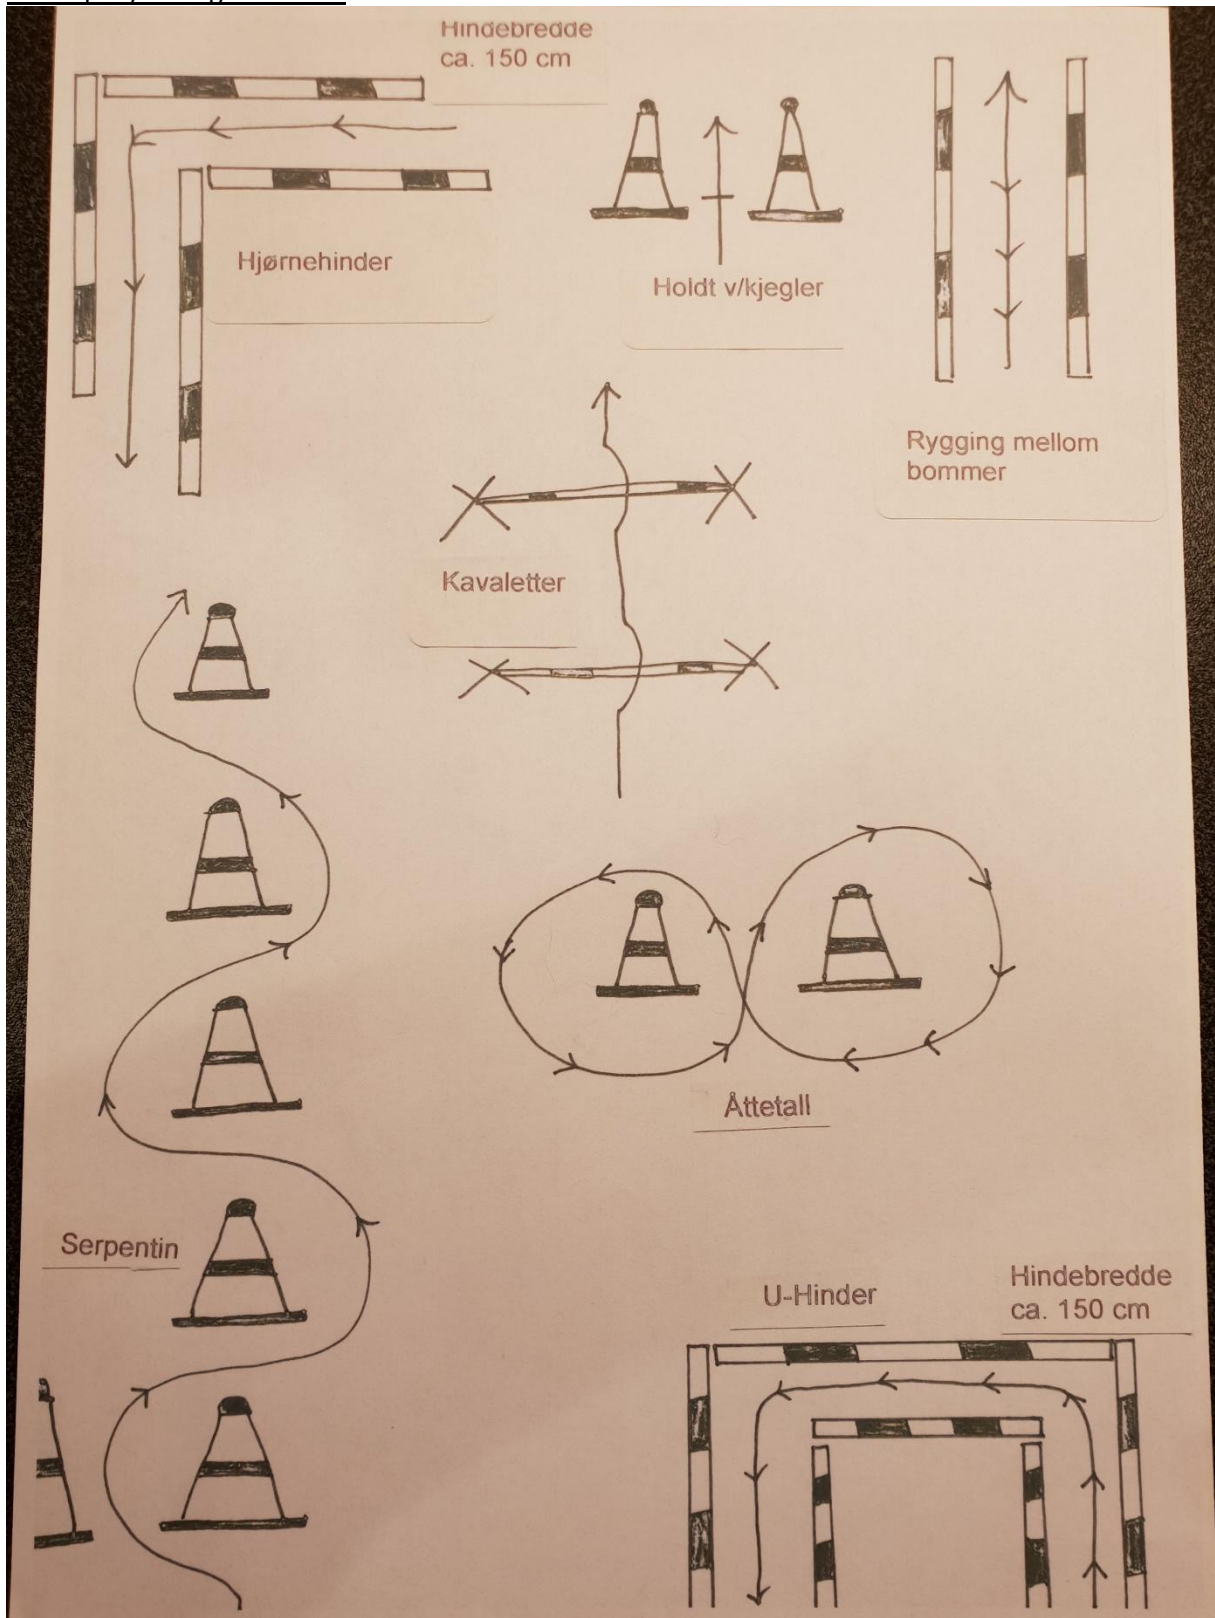 Hindebredde
ca. 150 cm
Hjørnehinder
Holdt v/kjegler
Rygging mellom
bommer
Kavaletter
Åttetall
Serpentin
U-Hinder
Hindebredde
ca. 150 cm